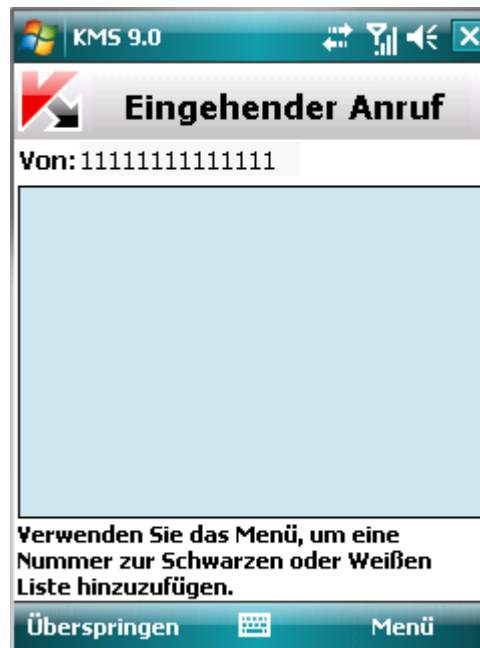 KMS 9.0
Eingehender Anruf
Von: 11111111111111
Verwenden Sie das Menü, um eine
Nummer zur Schwarzen oder Weißen
Liste hinzuzufügen.
Überspringen Menü